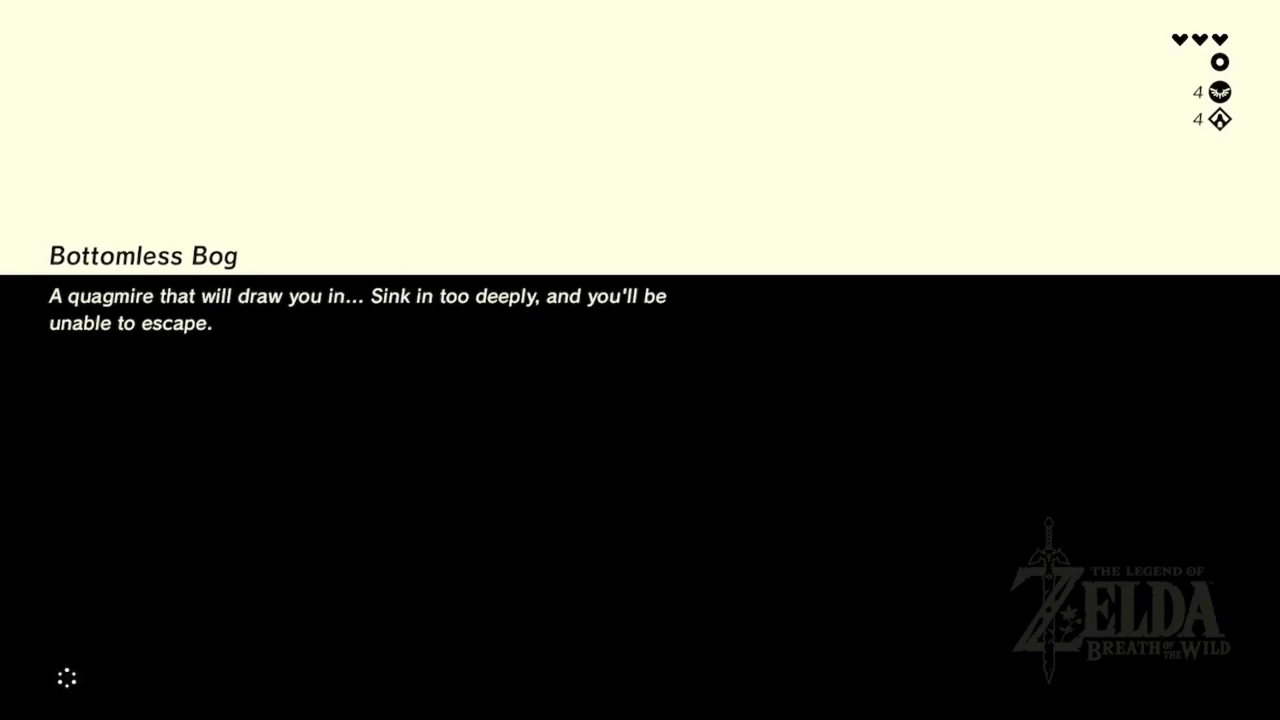 4
4
Bottomless Bog
A quagmire that will draw you in... Sink in too deeply, and you'll be
unable to escape.
THE LEGEND OF
ZELDA
BREATH OF THE WILD